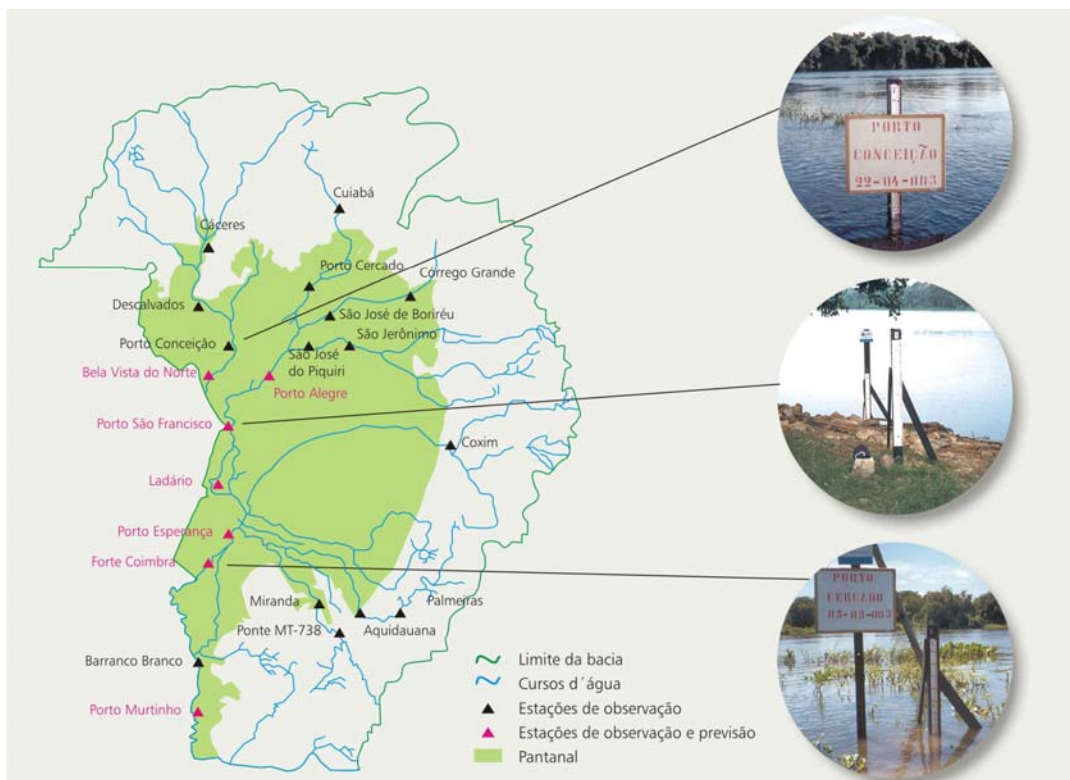 PORTO
CONCEIÇÃO
22-04-003
Cuiabá
Cáceres
Porto Cercado
Córrego Grande
Descalvados
São José de Boriréu
São Jerônimo
Porto Conceição
São José
do Piquiri
Bela Vista do Norte
Porto Alegre
Porto São Francisco
Coxim
Ladário
Porto Esperança
Forte Coimbra
PORTO
CERCADO
03-03-003
Miranda
Palmeiras
Ponte MT-738
Aquidauana
Barranco Branco
Porto Murtinho
Limite da bacia
Cursos d´água
Estações de observação
Estações de observação e previsão
Pantanal